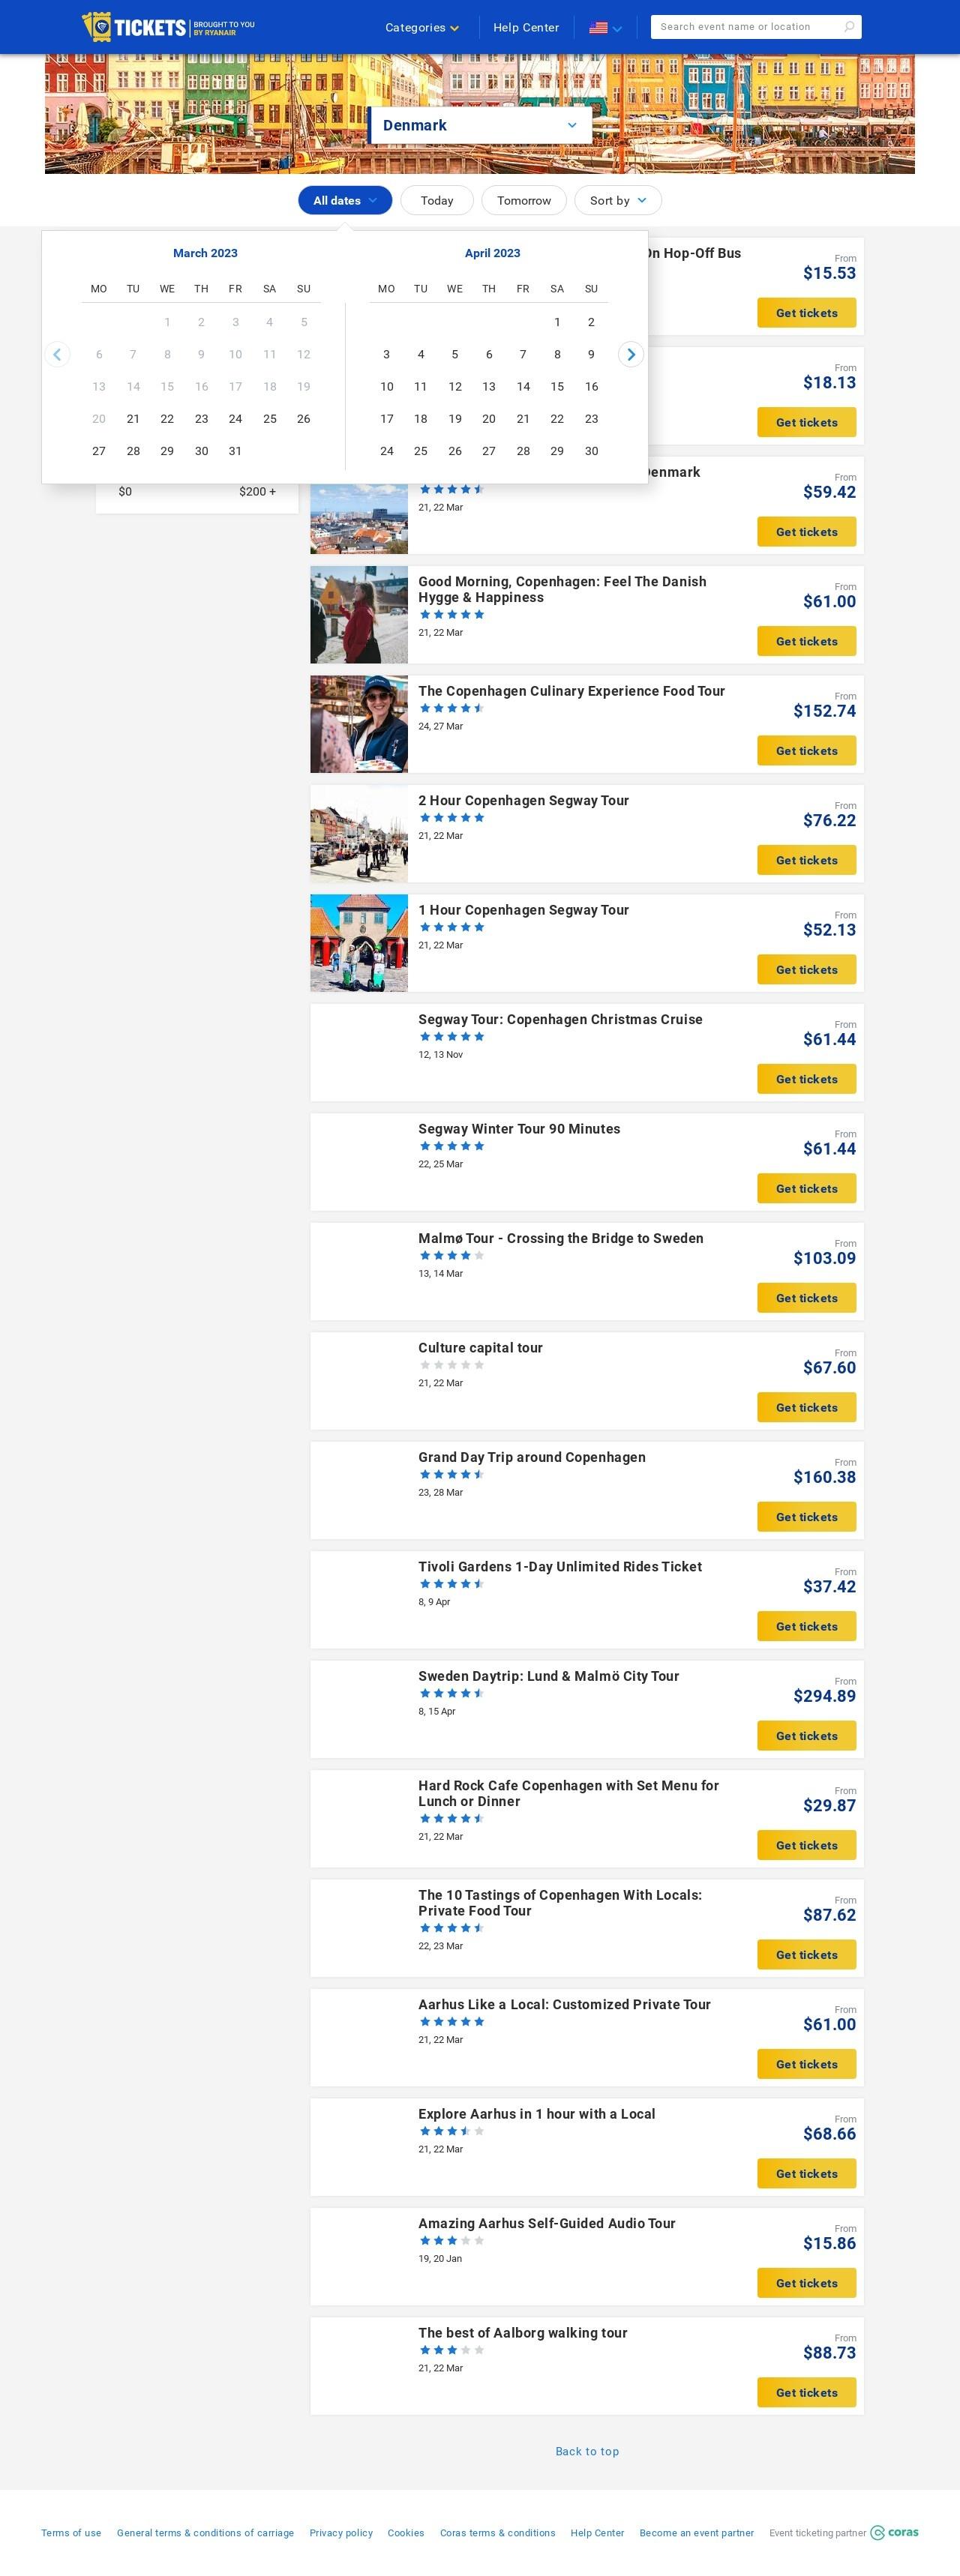 TICKETS BROUGHT TO YOU BY RYANAIR
Categories
Help Center
Search event name or location
Denmark
All dates
Today
Tomorrow
Sort by
March 2023
MO TU WE TH FR SA SU
1 2 3 4 5
6 7 8 9 10 11 12
13 14 15 16 17 18 19
20 21 22 23 24 25 26
27 28 29 30 31
April 2023
MO TU WE TH FR SA SU
1 2
3 4 5 6 7 8 9
10 11 12 13 14 15 16
17 18 19 20 21 22 23
24 25 26 27 28 29 30
$0 $200 +
On Hop-Off Bus
From
$15.53
Get tickets
From
$18.13
Get tickets
Denmark
21, 22 Mar
From
$59.42
Get tickets
Good Morning, Copenhagen: Feel The Danish
Hygge & Happiness
21, 22 Mar
From
$61.00
Get tickets
The Copenhagen Culinary Experience Food Tour
24, 27 Mar
From
$152.74
Get tickets
2 Hour Copenhagen Segway Tour
21, 22 Mar
From
$76.22
Get tickets
1 Hour Copenhagen Segway Tour
21, 22 Mar
From
$52.13
Get tickets
Segway Tour: Copenhagen Christmas Cruise
12, 13 Nov
From
$61.44
Get tickets
Segway Winter Tour 90 Minutes
22, 25 Mar
From
$61.44
Get tickets
Malmø Tour - Crossing the Bridge to Sweden
13, 14 Mar
From
$103.09
Get tickets
Culture capital tour
21, 22 Mar
From
$67.60
Get tickets
Grand Day Trip around Copenhagen
23, 28 Mar
From
$160.38
Get tickets
Tivoli Gardens 1-Day Unlimited Rides Ticket
8, 9 Apr
From
$37.42
Get tickets
Sweden Daytrip: Lund & Malmö City Tour
8, 15 Apr
From
$294.89
Get tickets
Hard Rock Cafe Copenhagen with Set Menu for
Lunch or Dinner
21, 22 Mar
From
$29.87
Get tickets
The 10 Tastings of Copenhagen With Locals:
Private Food Tour
22, 23 Mar
From
$87.62
Get tickets
Aarhus Like a Local: Customized Private Tour
21, 22 Mar
From
$61.00
Get tickets
Explore Aarhus in 1 hour with a Local
21, 22 Mar
From
$68.66
Get tickets
Amazing Aarhus Self-Guided Audio Tour
19, 20 Jan
From
$15.86
Get tickets
The best of Aalborg walking tour
21, 22 Mar
From
$88.73
Get tickets
Back to top
Terms of use General terms & conditions of carriage Privacy policy Cookies Coras terms & conditions Help Center Become an event partner Event ticketing partner coras